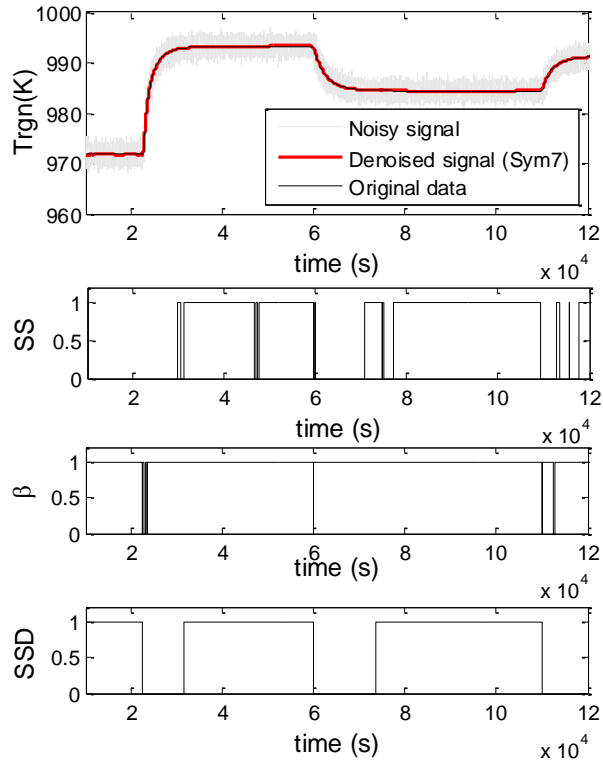 1000
990
980
970
960
Trgn(K)
Noisy signal
Denoised signal (Sym7)
Original data
2 4 6 8 10 12
time (s)
x 10^4
1
0.5
0
SS
2 4 6 8 10 12
time (s)
x 10^4
1
0.5
0
β
2 4 6 8 10 12
time (s)
x 10^4
1
0.5
0
SSD
2 4 6 8 10 12
time (s)
x 10^4